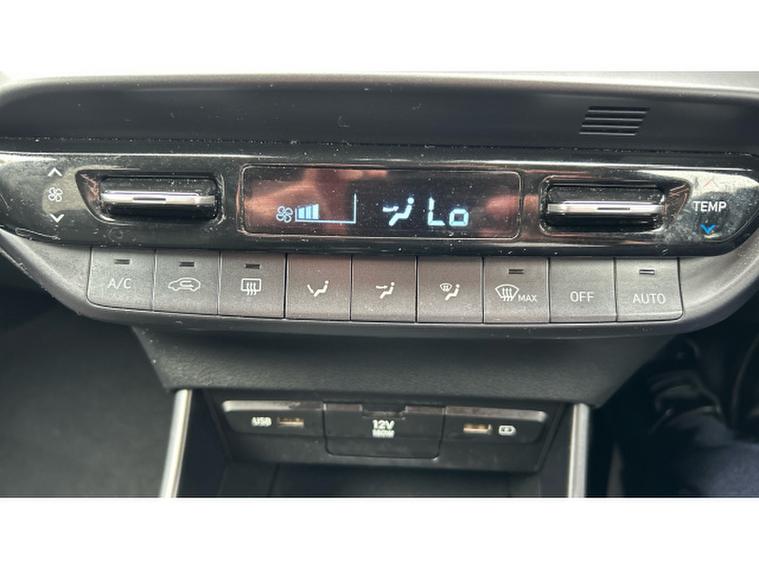 Lo
TEMP
A/C MAX OFF AUTO
USB 12V
180W